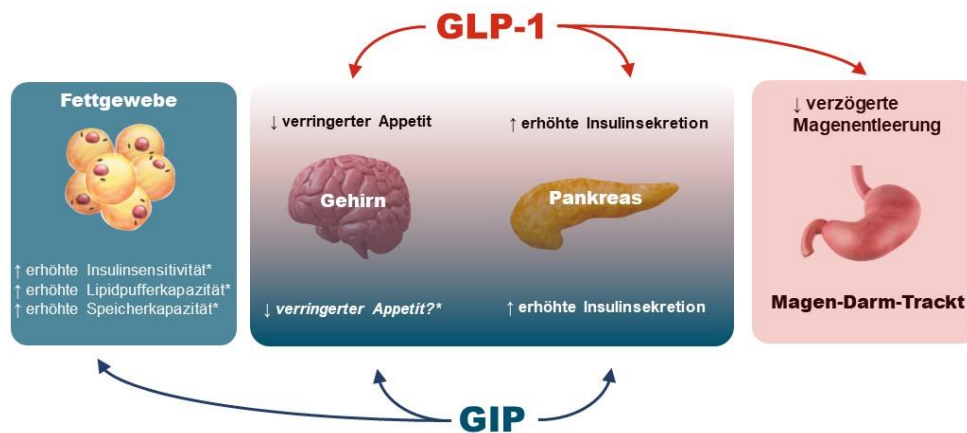 GLP-1
Fettgewebe
↑ erhöhte Insulinsensitivität*
↑ erhöhte Lipidpufferkapazität*
↑ erhöhte Speicherkapazität*
↓ verringerter Appetit
Gehirn
↓ verringerter Appetit?*
↑ erhöhte Insulinsekretion
Pankreas
↑ erhöhte Insulinsekretion
↓ verzögerte
Magenentleerung
Magen-Darm-Trackt
GIP